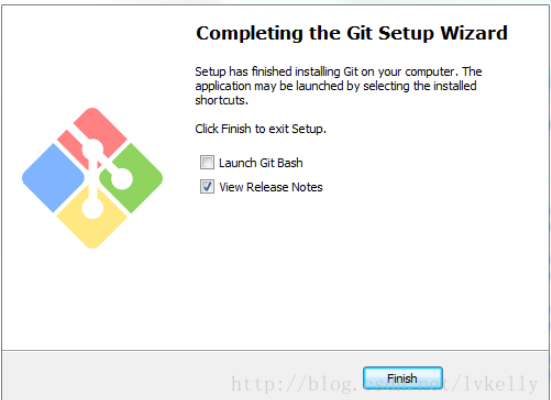 Completing the Git Setup Wizard
Setup has finished installing Git on your computer. The
application may be launched by selecting the installed
shortcuts.
Click Finish to exit Setup.
Launch Git Bash
View Release Notes
Finish
http://blog.csdn.net/lvkelly